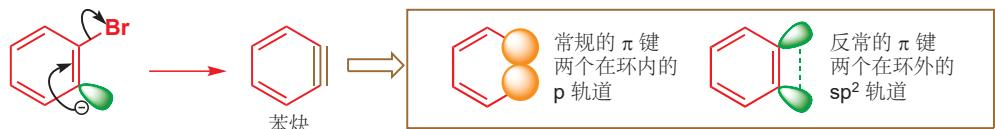 Br
苯炔
常规的 π 键
两个在环内的
p 轨道
反常的 π 键
两个在环外的
sp² 轨道